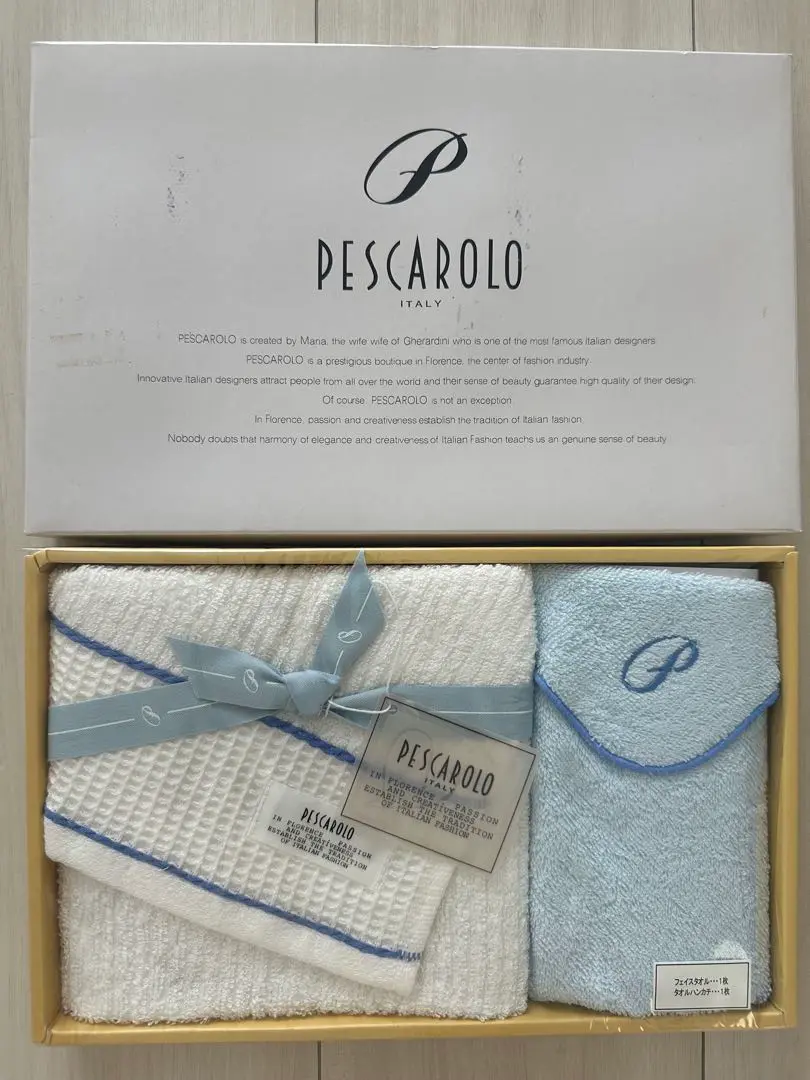 P
PESCAROLO
ITALY
PESCAROLO is created by Maria, the wife wife of Gherardini who is one of the most famous Italian designers.
PESCAROLO is a prestigious boutique in Florence, the center of fashion industry.
Innovative Italian designers attract people from all over the world and their sense of beauty guarantee high quality of their design.
Of course, PESCAROLO is not an exception.
In Florence, passion and creativeness establish the tradition of Italian fashion.
Nobody doubts that harmony of elegance and creativeness of Italian Fashion teachs us an genuine sense of beauty
P
P
P
P
PESCAROLO
ITALY
IN FLORENCE, PASSION
AND CREATIVENESS
ESTABLISH THE TRADITION
OF ITALIAN FASHION
PESCAROLO
IN FLORENCE, PASSION
AND CREATIVENESS
ESTABLISH THE TRADITION
OF ITALIAN FASHION
フェイスタオル・・・1枚
タオルハンカチ・・・1枚